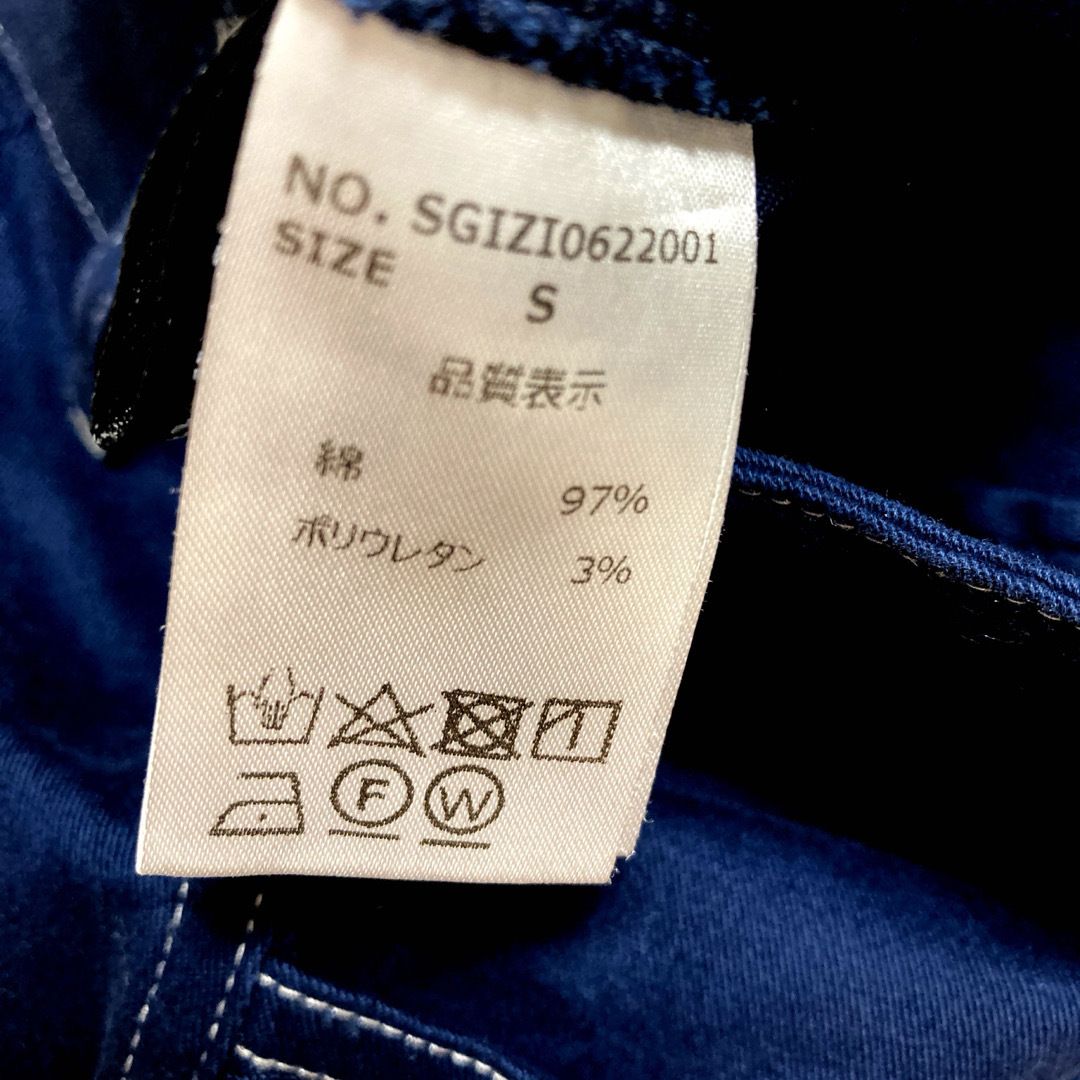 NO. SGIZI0622001
SIZE S
品質表示
綿 97%
ポリウレタン 3%
F W